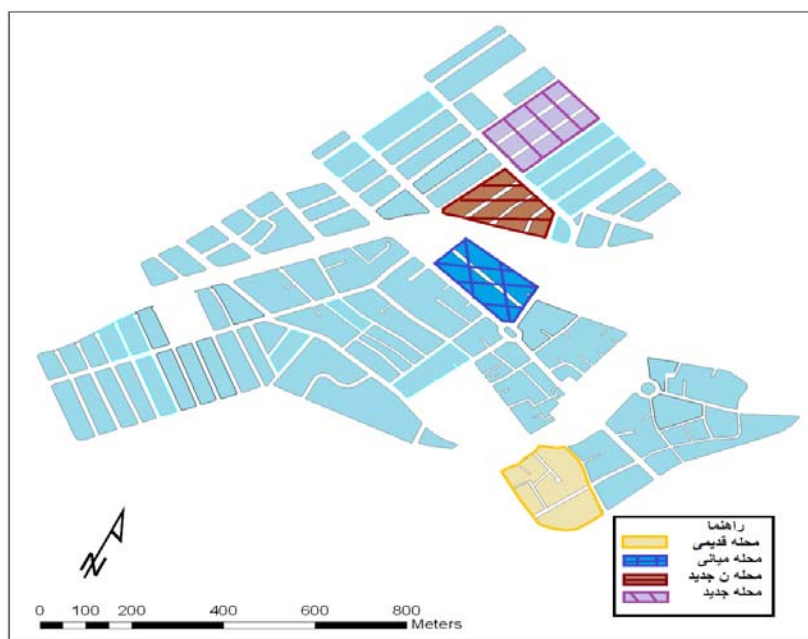 راهنما
محله قدیمی
محله میانی
محله ن جدید
محله جدید
N
0 100 200 400 600 800
Meters